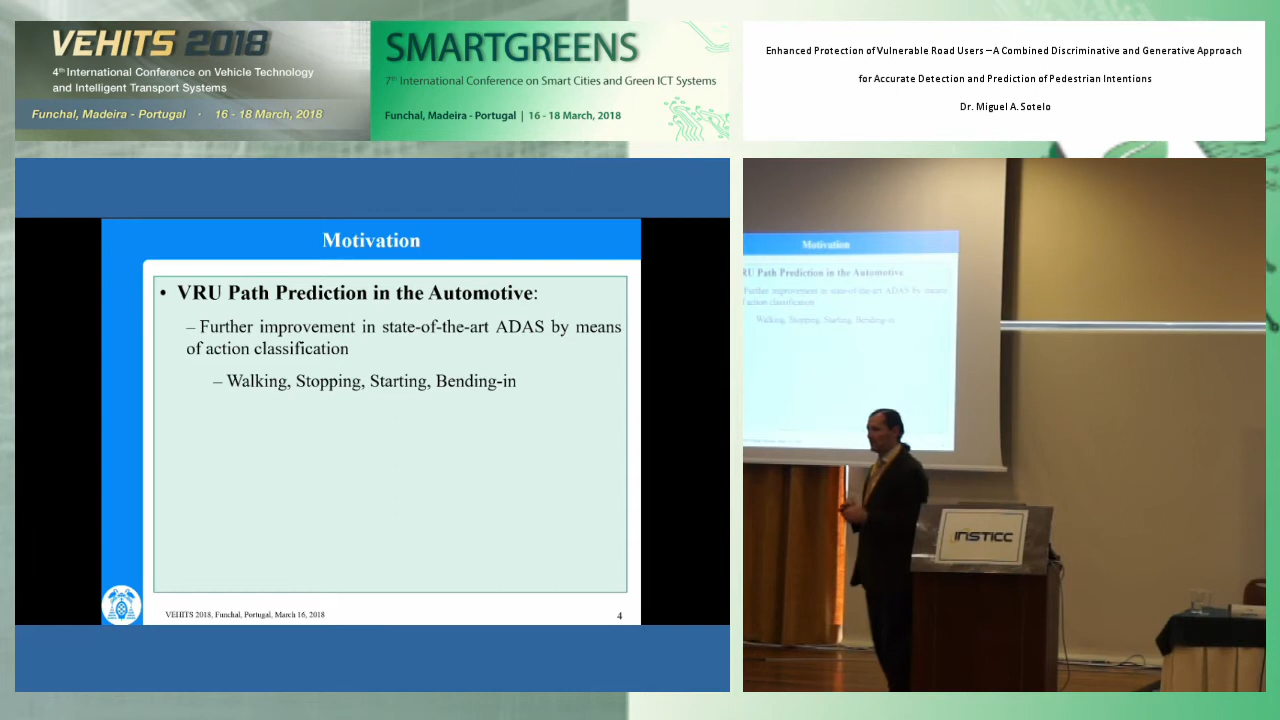 VEHITS 2018
4th International Conference on Vehicle Technology
and Intelligent Transport Systems
Funchal, Madeira - Portugal · 16 - 18 March, 2018
SMARTGREENS
7th International Conference on Smart Cities and Green ICT Systems
Funchal, Madeira - Portugal | 16 - 18 March, 2018
Enhanced Protection of Vulnerable Road Users – A Combined Discriminative and Generative Approach
for Accurate Detection and Prediction of Pedestrian Intentions
Dr. Miguel A. Sotelo
Motivation
• VRU Path Prediction in the Automotive:
– Further improvement in state-of-the-art ADAS by means
of action classification
– Walking, Stopping, Starting, Bending-in
VEHITS 2018, Funchal, Portugal, March 16, 2018
4
Motivation
RU Path Prediction in the Automotive
Further improvement in state-of-the-art ADAS by means
f action classification
Walking, Stopping, Starting, Bending-in
INSTICC